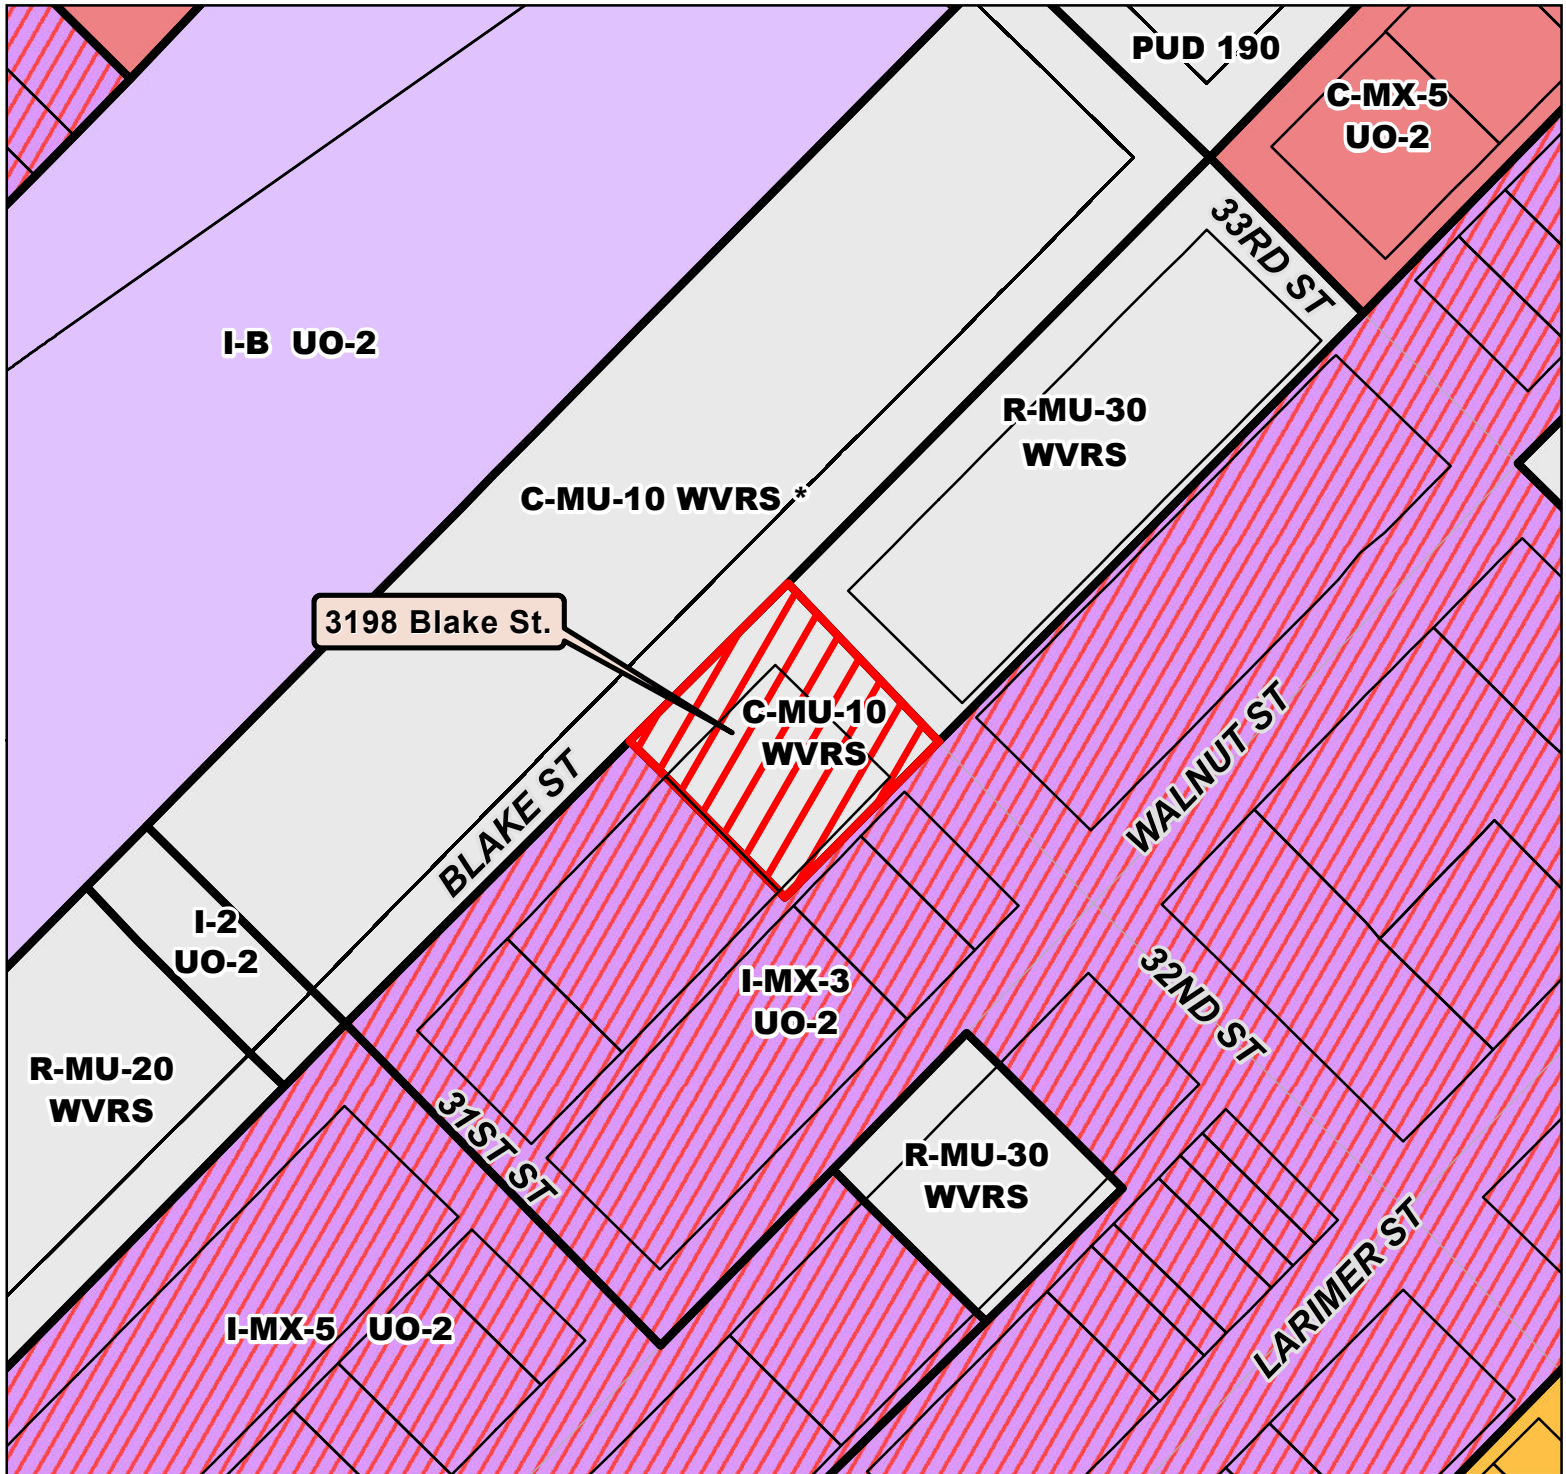 PUD 190
C-MX-5
UO-2
33RD ST
I-B UO-2
R-MU-30
WVRS
C-MU-10 WVRS *
3198 Blake St.
C-MU-10
WVRS
BLAKE ST
WALNUT ST
I-2
UO-2
I-MX-3
UO-2
32ND ST
R-MU-20
WVRS
31ST ST
R-MU-30
WVRS
LARIMER ST
I-MX-5 UO-2